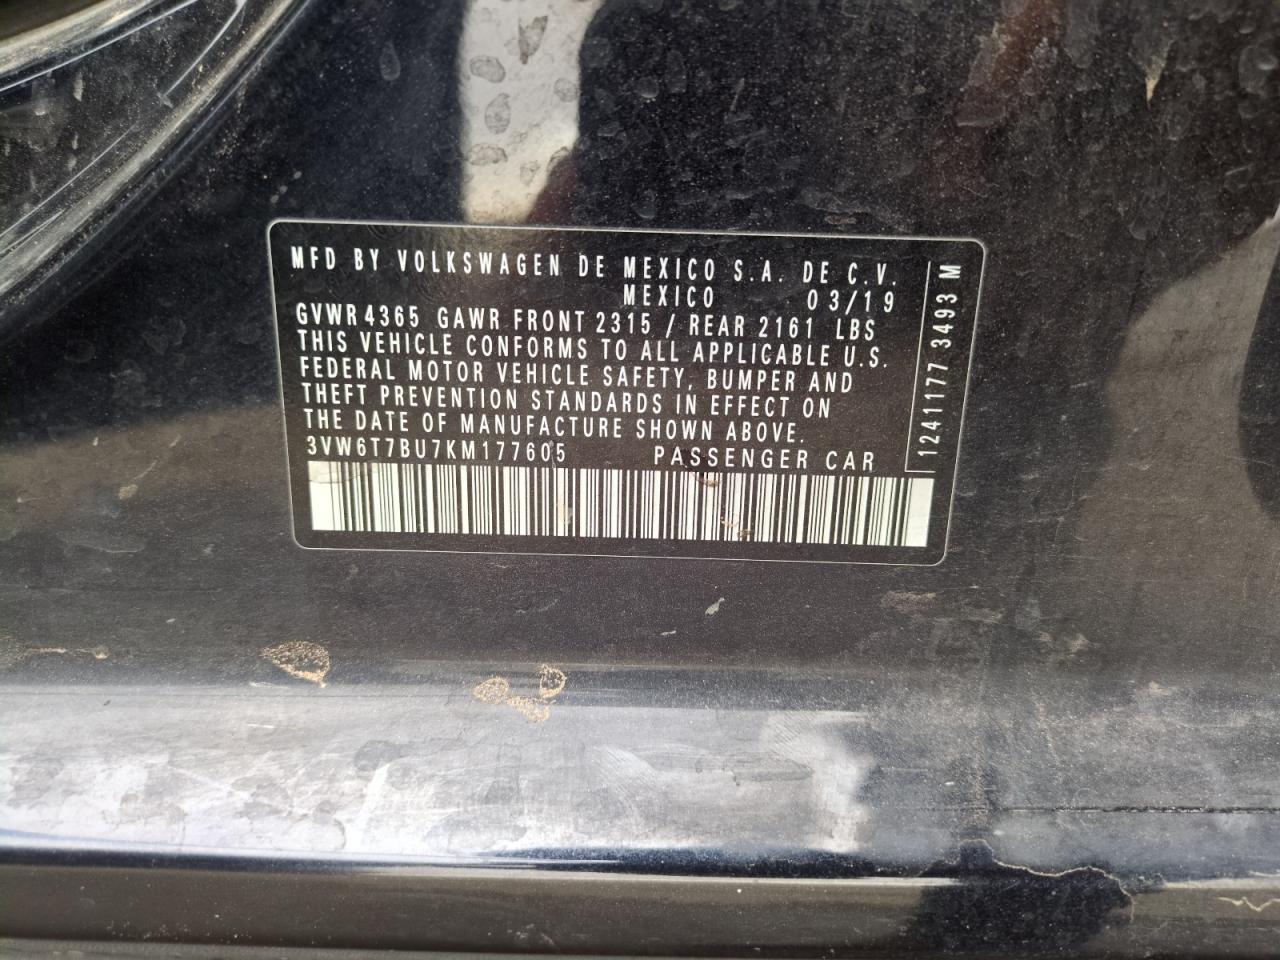 MFD BY VOLKSWAGEN DE MEXICO S.A. DE C.V.
MEXICO 03/19
GVWR 4365 GAWR FRONT 2315 / REAR 2161 LBS
THIS VEHICLE CONFORMS TO ALL APPLICABLE U.S.
FEDERAL MOTOR VEHICLE SAFETY, BUMPER AND
THEFT PREVENTION STANDARDS IN EFFECT ON
THE DATE OF MANUFACTURE SHOWN ABOVE.
3VW6T7BU7KM177605 PASSENGER CAR
1241177 3493 M